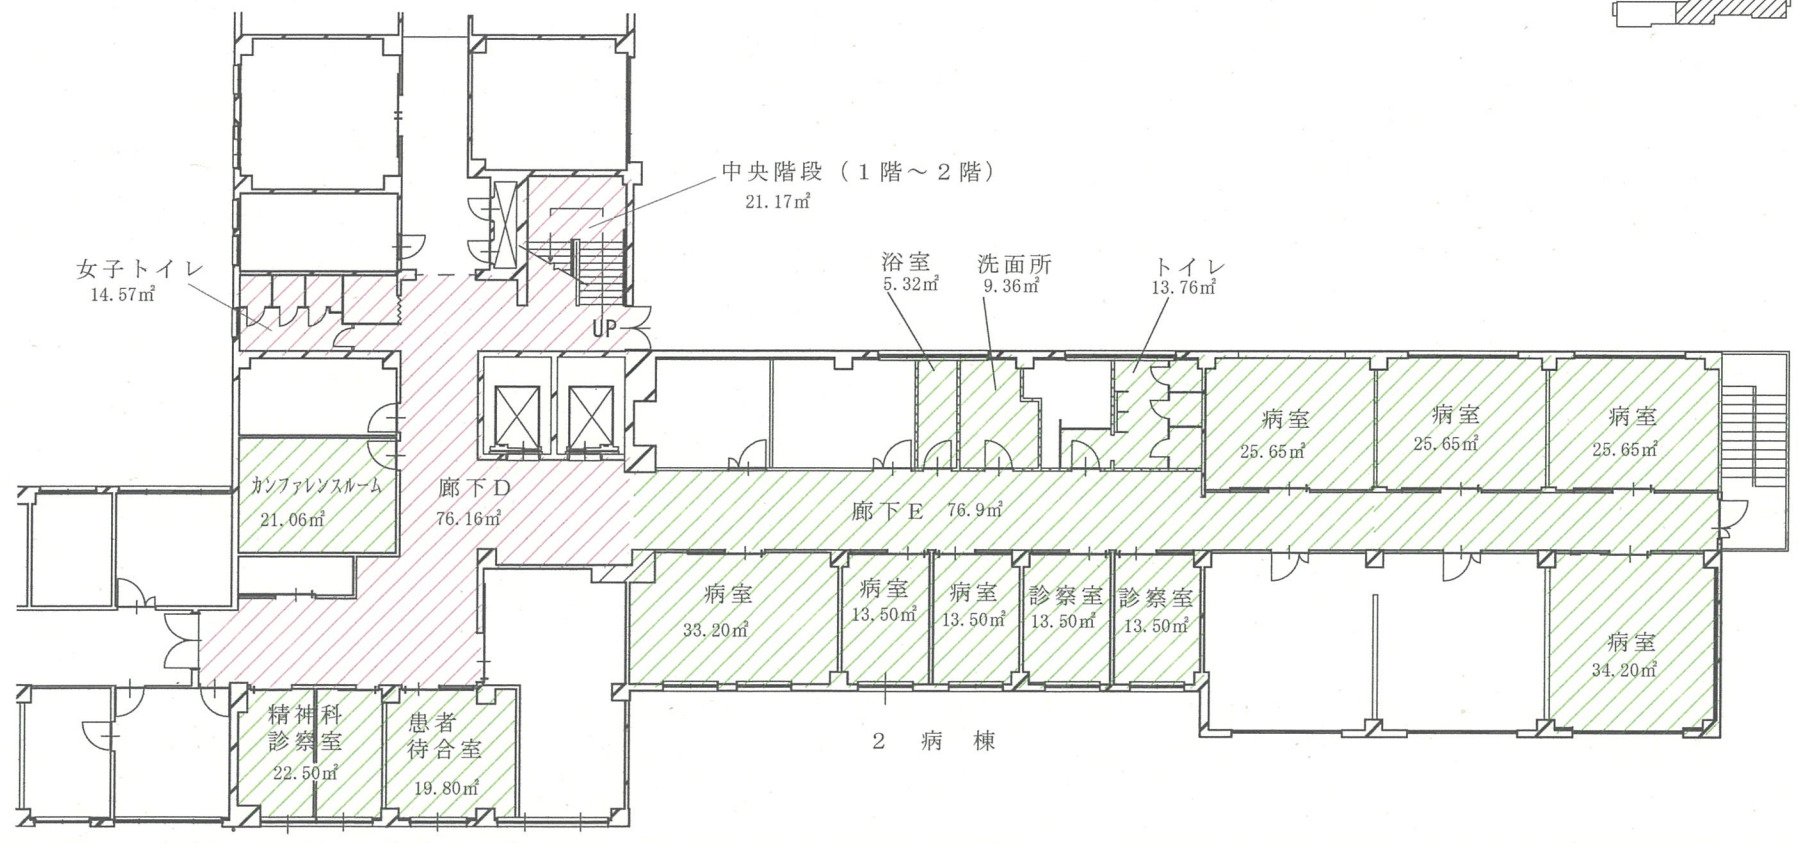 中央階段（１階～２階）
21.17㎡
女子トイレ
14.57㎡
浴室
5.32㎡
洗面所
9.36㎡
トイレ
13.76㎡
UP
病室
25.65㎡
病室
25.65㎡
病室
25.65㎡
カンファレンスルーム
21.06㎡
廊下Ｄ
76.16㎡
廊下Ｅ 76.9㎡
病室
33.20㎡
病室
13.50㎡
病室
13.50㎡
診察室
13.50㎡
診察室
13.50㎡
病室
34.20㎡
精神科
診察室
22.50㎡
患者
待合室
19.80㎡
２病棟